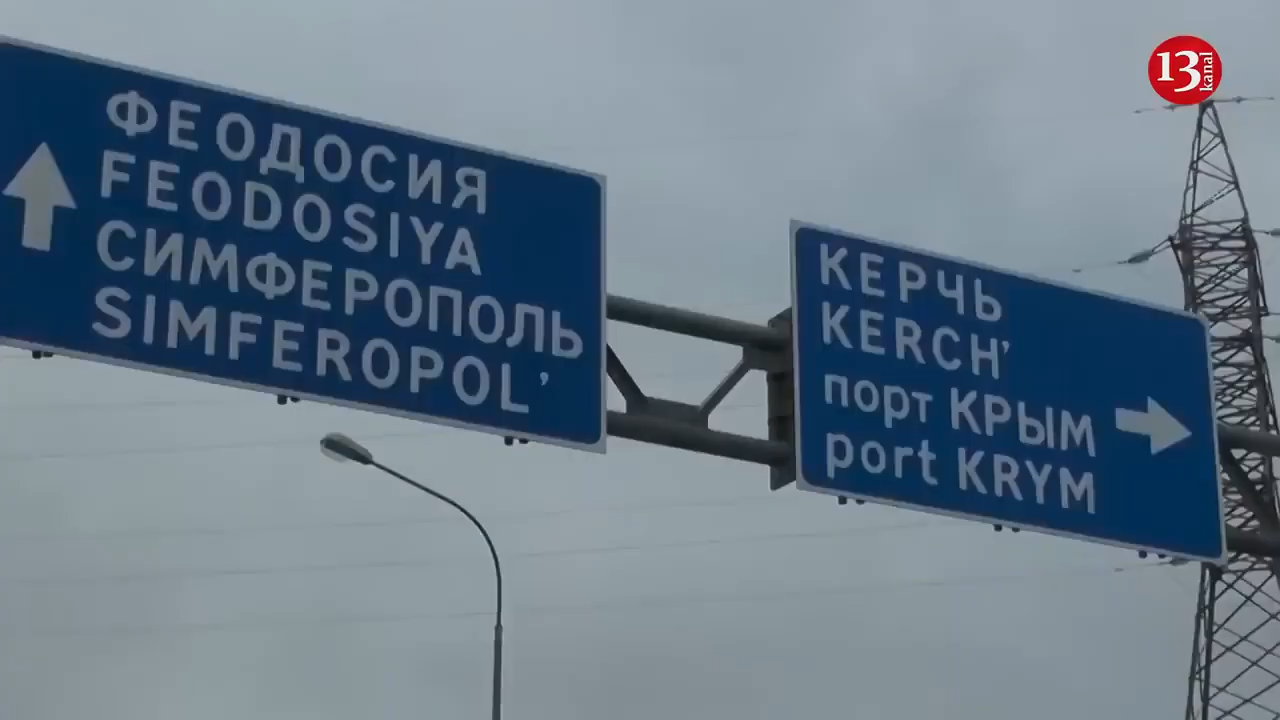 ФЕОДОСИЯ
FEODOSIYA
СИМФЕРОПОЛЬ
SIMFEROPOL'
КЕРЧЬ
KERCH'
порт КРЫМ
port KRYM
13 kanal